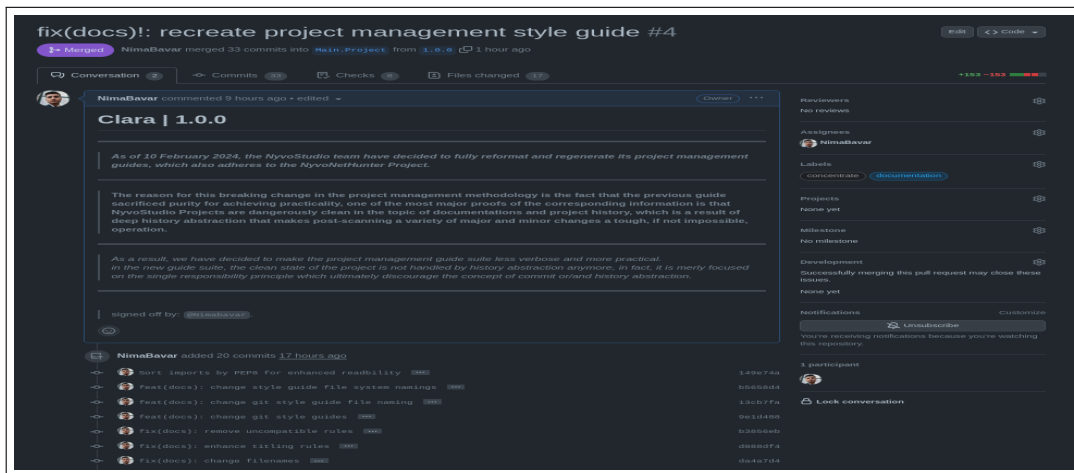 fix(docs)!: recreate project management style guide #4
Edit
Code
Merged NimaBavar merged 33 commits into Main.Project from 1.0.0 1 hour ago
Conversation 2 Commits 33 Checks 0 Files changed 17
+153 −153
NimaBavar commented 9 hours ago • edited
Owner
Clara | 1.0.0
As of 10 February 2024, the NyvoStudio team have decided to fully reformat and regenerate its project management
guides, which also adheres to the NyvoNetHunter Project.
The reason for this breaking change in the project management methodology is the fact that the previous guide
sacrificed purity for achieving practicality, one of the most major proofs of the corresponding information is that
NyvoStudio Projects are dangerously clean in the topic of documentations and project history, which is a result of
deep history abstraction that makes post-scanning a variety of major and minor changes a tough, if not impossible,
operation.
As a result, we have decided to make the project management guide suite less verbose and more practical.
in the new guide suite, the clean state of the project is not handled by history abstraction anymore, in fact, it is merly focused
on the single responsibility principle which ultimately discourage the concept of commit or/and history abstraction.
signed off by: @Nimabavar.
NimaBavar added 20 commits 17 hours ago
Sort imports by PEP8 for enhanced readbility
149e74a
feat(docs): change style guide file system namings
b5658d4
feat(docs): change git style guide file naming
13cb7fa
feat(docs): change git style guides
9e1d488
fix(docs): remove uncompatible rules
b3856eb
fix(docs): enhance titling rules
d868df4
fix(docs): change filenames
da4a7d4
Reviewers
No reviews
Assignees
NimaBavar
Labels
concentrate documentation
Projects
None yet
Milestone
No milestone
Development
Successfully merging this pull request may close these
issues.
None yet
Notifications Customize
Unsubscribe
You're receiving notifications because you're watching
this repository.
1 participant
Lock conversation